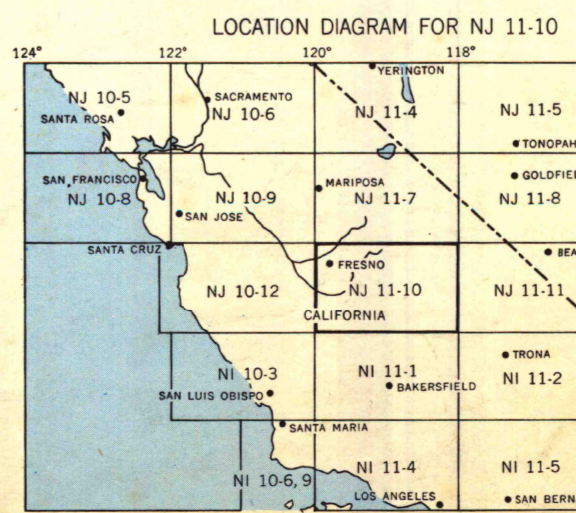 LOCATION DIAGRAM FOR NJ 11-10
124° 122° 120° 118°
YERINGTON
NJ 10-5
SACRAMENTO
NJ 10-6
NJ 11-4
NJ 11-5
SANTA ROSA
TONOPAH
SAN FRANCISCO
NJ 10-8
NJ 10-9
MARIPOSA
NJ 11-7
GOLDFIEL
NJ 11-8
SAN JOSE
SANTA CRUZ
FRESNO
BEA
NJ 10-12
NJ 11-10
NJ 11-11
CALIFORNIA
NI 10-3
NI 11-1
TRONA
NI 11-2
SAN LUIS OBISPO
BAKERSFIELD
SANTA MARIA
NI 10-6, 9
NI 11-4
NI 11-5
LOS ANGELES
SAN BERN